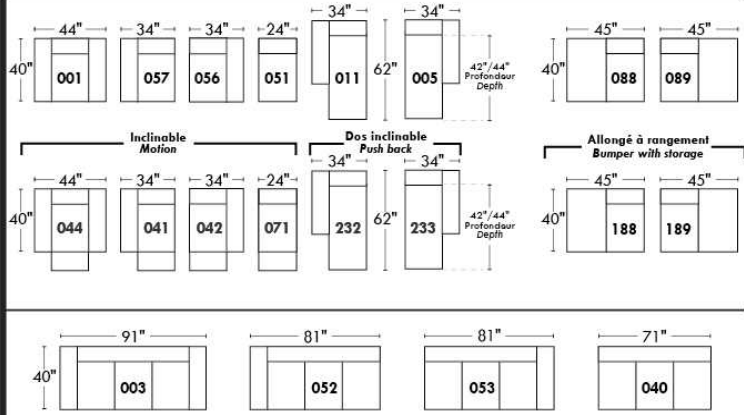 44" 34" 34" 24" 34" 34" 45" 45"
40" 001 057 056 051 011 62" 005 42"/44" 40" 088 089
Profondeur
Depth
Inclinable Dos inclinable Allongé à rangement
Motion Push back Bumper with storage
44" 34" 34" 24" 34" 34" 45" 45"
40" 044 041 042 071 232 62" 233 42"/44" 40" 188 189
Profondeur
Depth
91" 81" 81" 71"
40" 003 052 053 040